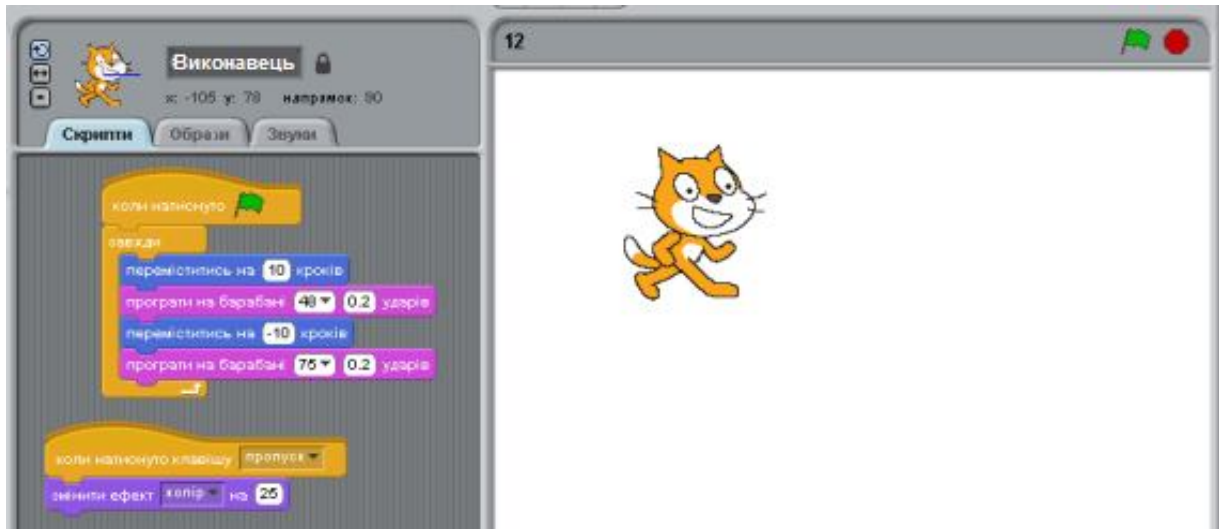 Виконавець
x: -105 y: 78 напрямок: 90
Скрипти Образи Звуки
коли натиснуто
завжди
переміститись на 10 кроків
програти на барабані 48 0.2 ударів
переміститись на -10 кроків
програти на барабані 75 0.2 ударів
коли натиснуто клавішу пропуск
змінити ефект колір на 25
12